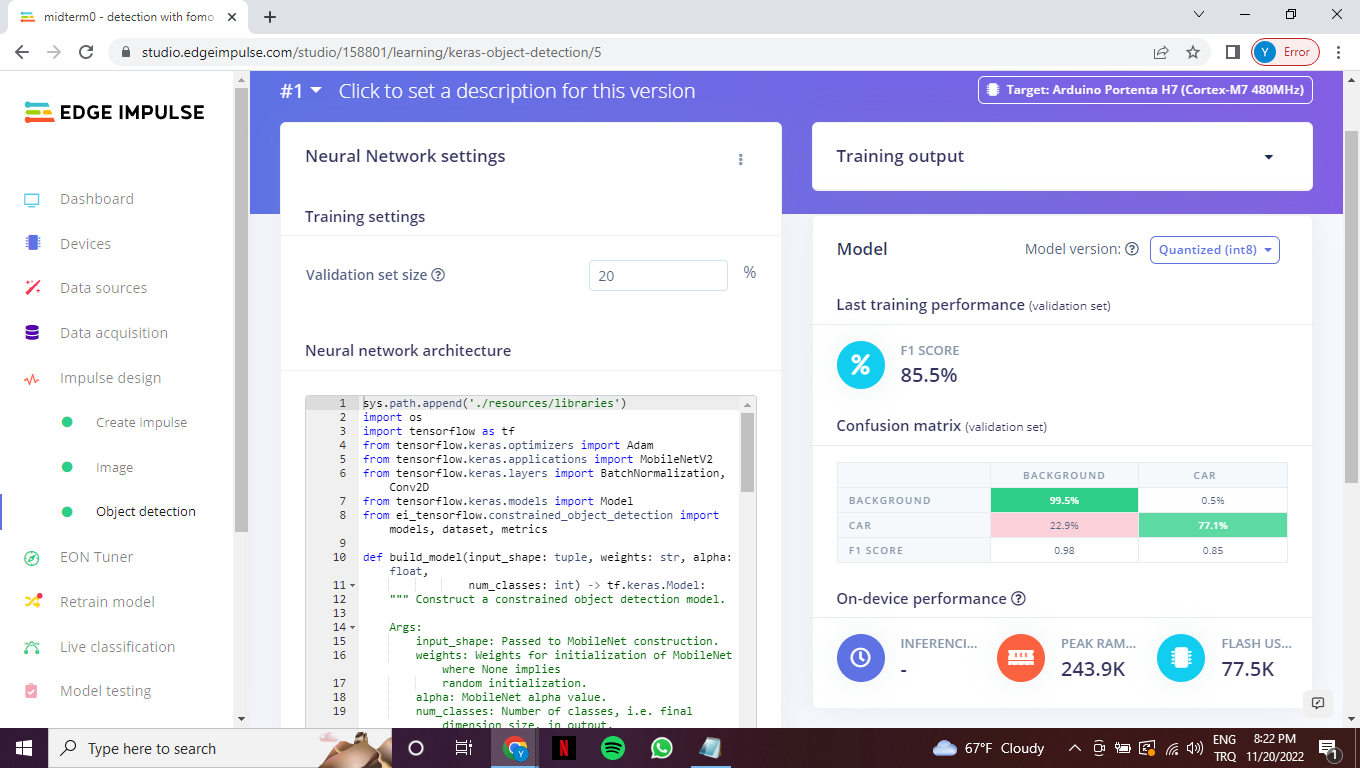 midterm0 - detection with fomo
studio.edgeimpulse.com/studio/158801/learning/keras-object-detection/5
Y Error
EDGE IMPULSE
Dashboard
Devices
Data sources
Data acquisition
Impulse design
Create impulse
Image
Object detection
EON Tuner
Retrain model
Live classification
Model testing
#1 Click to set a description for this version
Target: Arduino Portenta H7 (Cortex-M7 480MHz)
Neural Network settings
Training settings
Validation set size ? 20 %
Neural network architecture
1 sys.path.append('./resources/libraries')
2 import os
3 import tensorflow as tf
4 from tensorflow.keras.optimizers import Adam
5 from tensorflow.keras.applications import MobileNetV2
6 from tensorflow.keras.layers import BatchNormalization,
Conv2D
7 from tensorflow.keras.models import Model
8 from ei_tensorflow.constrained_object_detection import
models, dataset, metrics
9
10 def build_model(input_shape: tuple, weights: str, alpha:
float,
11 num_classes: int) -> tf.keras.Model:
12 """ Construct a constrained object detection model.
13
14 Args:
15 input_shape: Passed to MobileNet construction.
16 weights: Weights for initialization of MobileNet
where None implies
17 random initialization.
18 alpha: MobileNet alpha value.
19 num_classes: Number of classes, i.e. final
dimension size, in output.
Training output
Model
Model version: ? Quantized (int8)
Last training performance (validation set)
% F1 SCORE
85.5%
Confusion matrix (validation set)
BACKGROUND CAR
BACKGROUND 99.5% 0.5%
CAR 22.9% 77.1%
F1 SCORE 0.98 0.85
On-device performance ?
INFERENCI...
-
PEAK RAM...
243.9K
FLASH US...
77.5K
Type here to search
N
Y
67°F Cloudy
ENG
TRQ
8:22 PM
11/20/2022
1